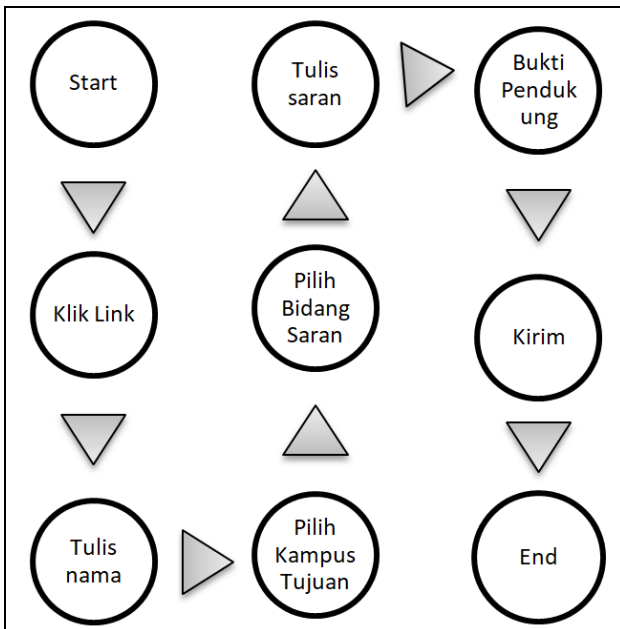 Start
Klik Link
Tulis
nama
Pilih
Kampus
Tujuan
Pilih
Bidang
Saran
Tulis
saran
Bukti
Penduk
ung
Kirim
End